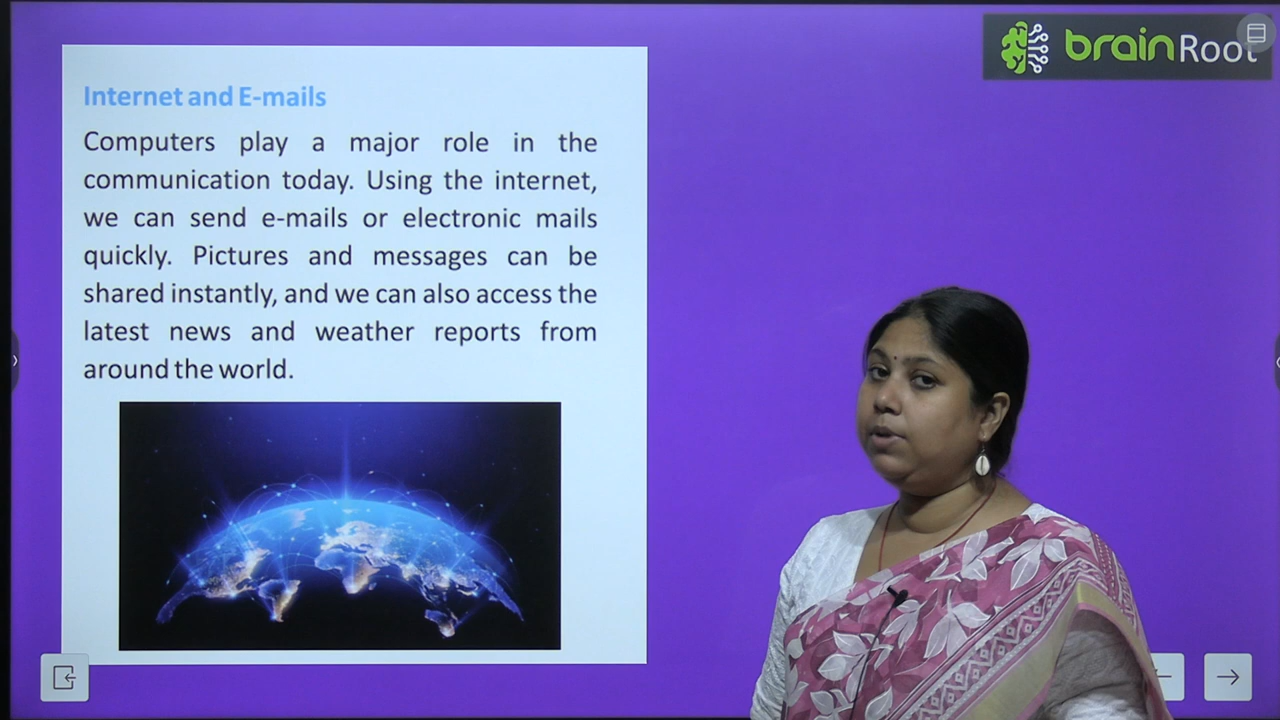 brainRoot
Internet and E-mails
Computers play a major role in the
communication today. Using the internet,
we can send e-mails or electronic mails
quickly. Pictures and messages can be
shared instantly, and we can also access the
latest news and weather reports from
around the world.